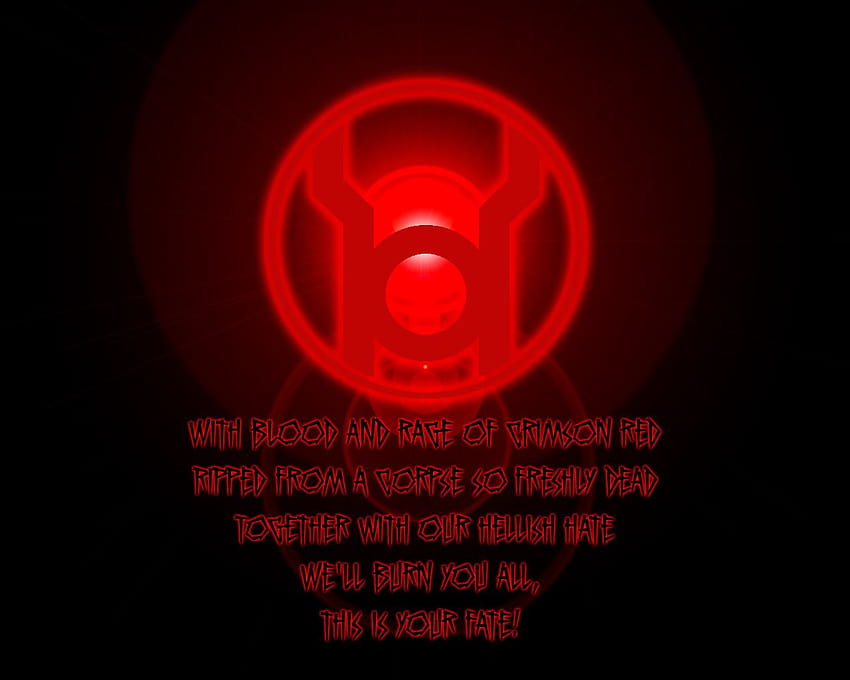 WITH BLOOD AND RAGE OF CRIMSON RED
RIPPED FROM A CORPSE SO FRESHLY DEAD
TOGETHER WITH OUR HELLISH HATE
WE'LL BURN YOU ALL,
THIS IS YOUR FATE!